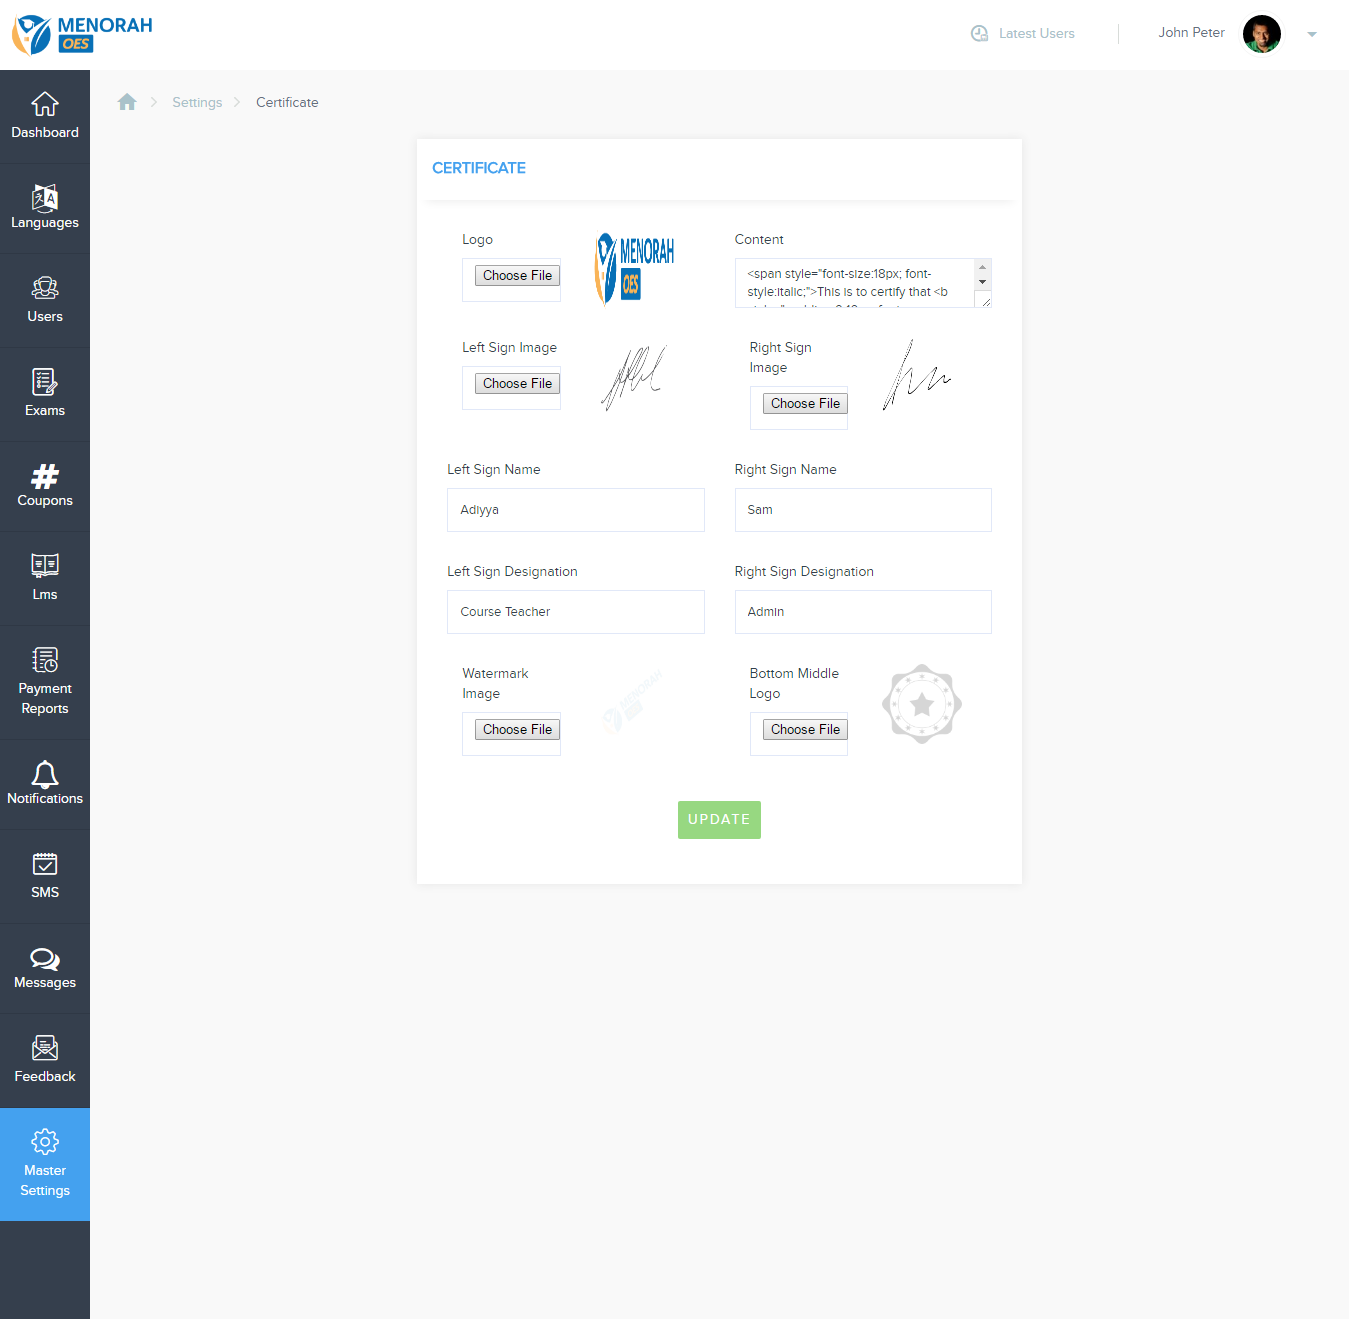 MENORAH
OES
Latest Users
John Peter
Dashboard
Languages
Users
Exams
Coupons
Lms
Payment
Reports
Notifications
SMS
Messages
Feedback
Master
Settings
Settings
Certificate
CERTIFICATE
Logo
Choose File
MENORAH
OES
Content
<span style="font-size:18px; font-
style:italic;">This is to certify that <b
Left Sign Image
Choose File
Right Sign
Image
Choose File
Left Sign Name
Adiyya
Right Sign Name
Sam
Left Sign Designation
Course Teacher
Right Sign Designation
Admin
Watermark
Image
Choose File
MENORAH
Bottom Middle
Logo
Choose File
UPDATE